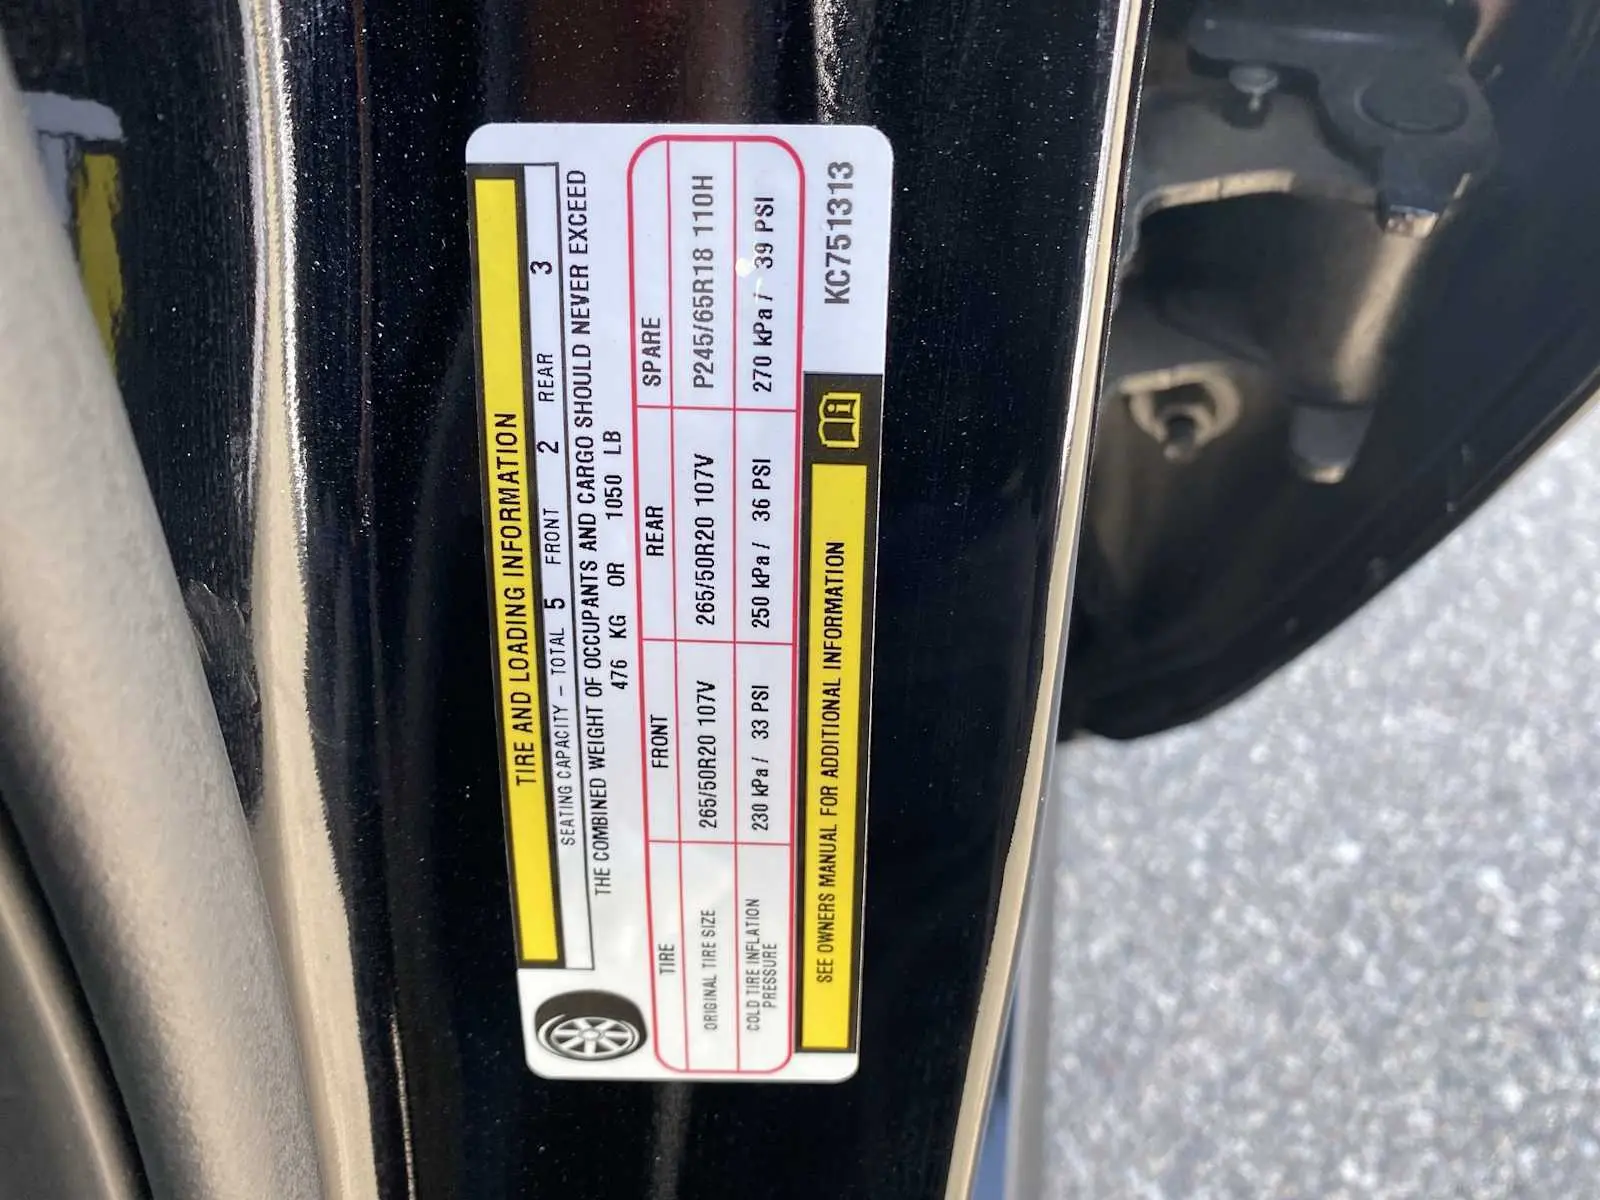 TIRE AND LOADING INFORMATION
SEATING CAPACITY - TOTAL 5 FRONT 2 REAR 3
THE COMBINED WEIGHT OF OCCUPANTS AND CARGO SHOULD NEVER EXCEED
476 KG OR 1050 LB
TIRE FRONT REAR SPARE
ORIGINAL TIRE SIZE 265/50R20 107V 265/50R20 107V P245/65R18 110H
COLD TIRE INFLATION
PRESSURE 230 kPa / 33 PSI 250 kPa / 36 PSI 270 kPa / 39 PSI
SEE OWNERS MANUAL FOR ADDITIONAL INFORMATION
KC751313